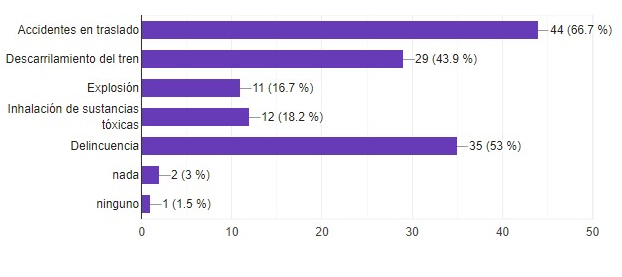 Accidentes en traslado
44 (66.7 %)
Descarrilamiento del tren
29 (43.9 %)
Explosión
11 (16.7 %)
Inhalación de sustancias
tóxicas
12 (18.2 %)
Delincuencia
35 (53 %)
nada
2 (3 %)
ninguno
1 (1.5 %)
0 10 20 30 40 50